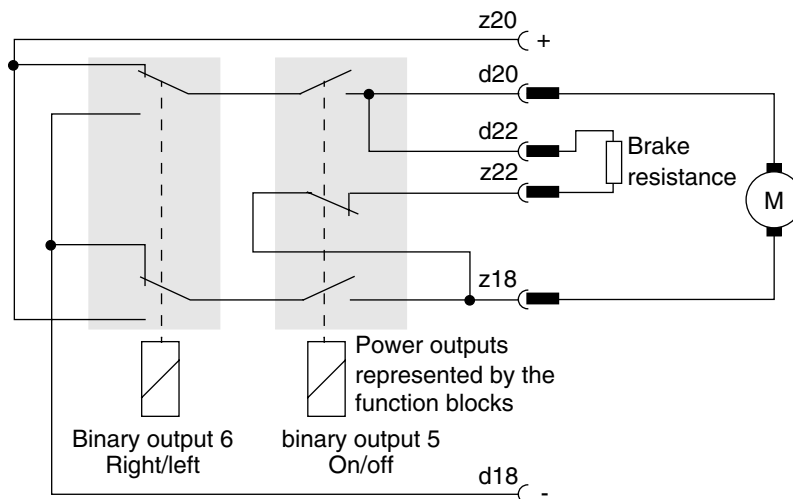 z20
+
d20
d22
Brake
resistance
z22
M
z18
Power outputs
represented by the
function blocks
Binary output 6
Right/left
binary output 5
On/off
d18
-